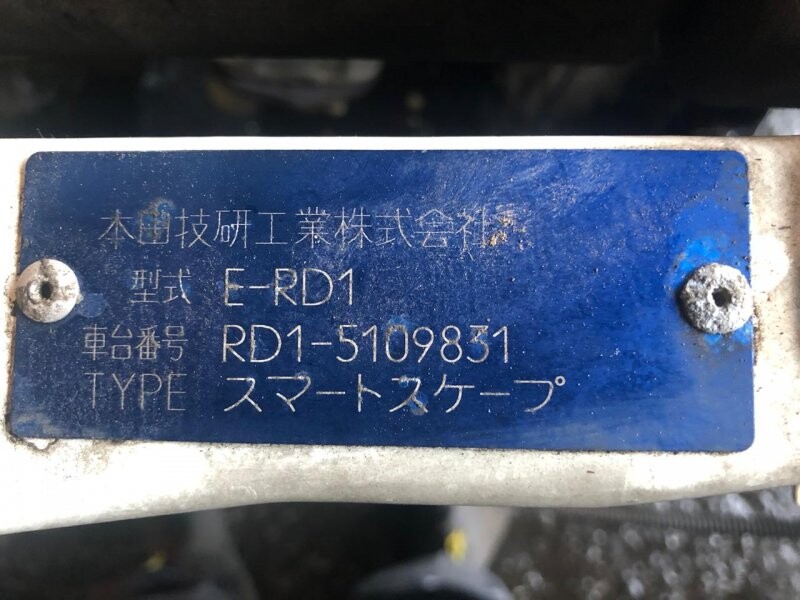 本田技研工業株式会社
型式 E-RD1
車台番号 RD1-5109831
TYPE スマートスケープ